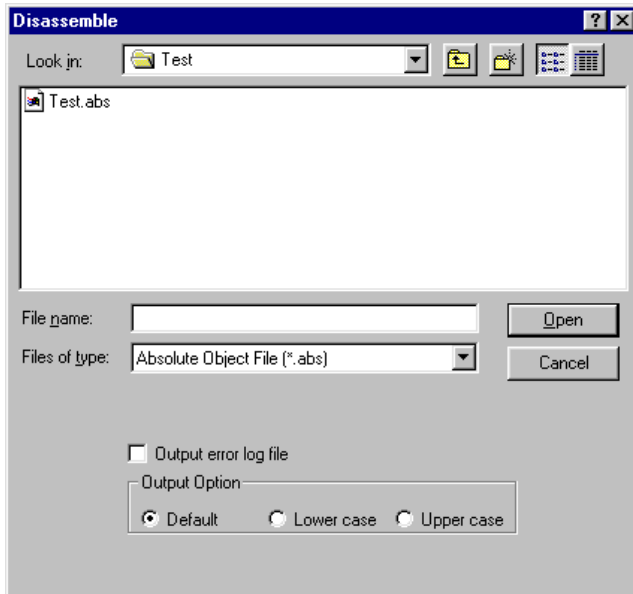 Disassemble
Look in: Test
Test.abs
File name: Open
Files of type: Absolute Object File (*.abs) Cancel
Output error log file
Output Option
Default Lower case Upper case